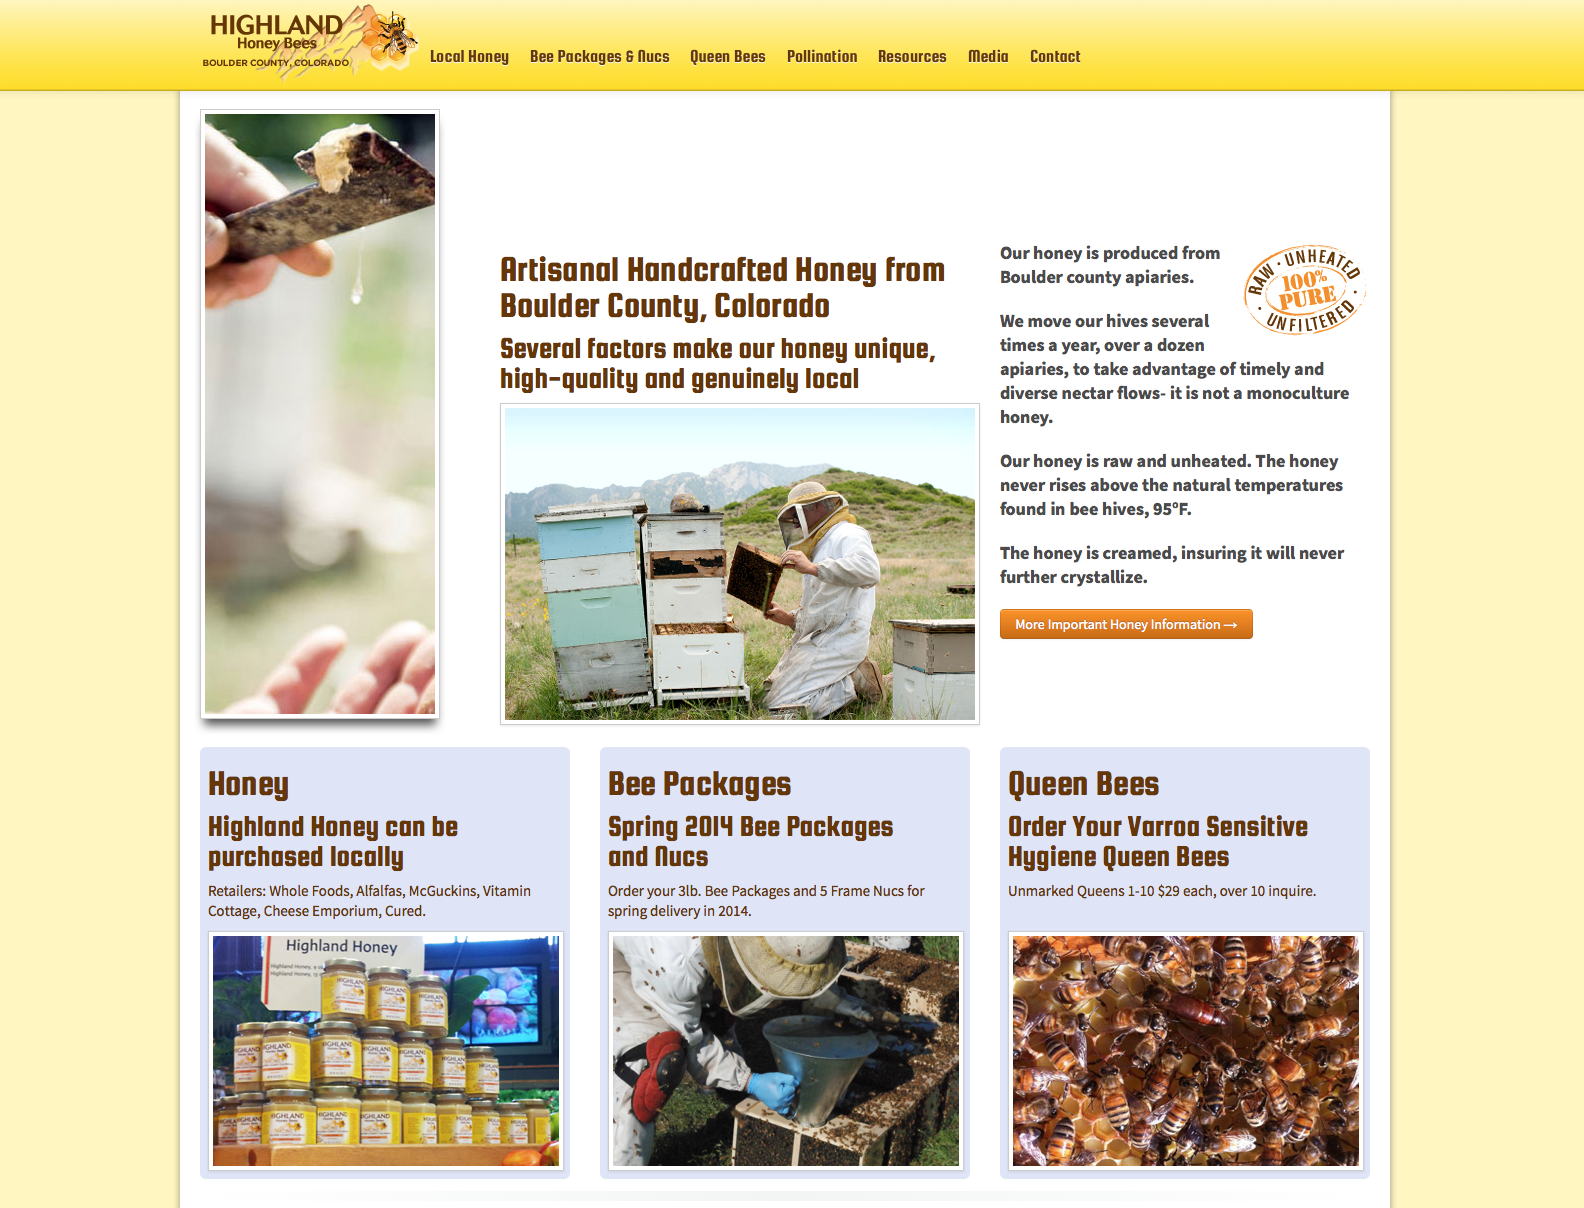 HIGHLAND
Honey Bees
BOULDER COUNTY, COLORADO
Local Honey
Bee Packages & Nucs
Queen Bees
Pollination
Resources
Media
Contact
Artisanal Handcrafted Honey from
Boulder County, Colorado
Several factors make our honey unique,
high-quality and genuinely local
Our honey is produced from
Boulder county apiaries.
RAW · UNHEATED
100%
PURE
· UNFILTERED ·
We move our hives several
times a year, over a dozen
apiaries, to take advantage of timely and
diverse nectar flows- it is not a monoculture
honey.
Our honey is raw and unheated. The honey
never rises above the natural temperatures
found in bee hives, 95°F.
The honey is creamed, insuring it will never
further crystallize.
More Important Honey Information →
Honey
Highland Honey can be
purchased locally
Retailers: Whole Foods, Alfalfas, McGuckins, Vitamin
Cottage, Cheese Emporium, Cured.
Highland Honey
HIGHLAND
HIGHLAND
HIGHLAND
Bee Packages
Spring 2014 Bee Packages
and Nucs
Order your 3lb. Bee Packages and 5 Frame Nucs for
spring delivery in 2014.
Queen Bees
Order Your Varroa Sensitive
Hygiene Queen Bees
Unmarked Queens 1-10 $29 each, over 10 inquire.